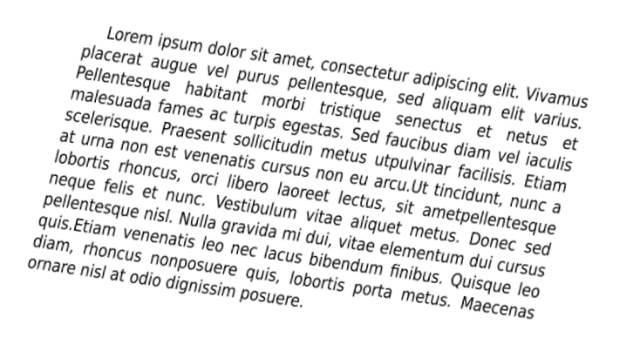 Lorem ipsum dolor sit amet, consectetur adipiscing elit. Vivamus
placerat augue vel purus pellentesque, sed aliquam elit varius.
Pellentesque habitant morbi tristique senectus et netus et
malesuada fames ac turpis egestas. Sed faucibus diam vel iaculis
scelerisque. Praesent sollicitudin metus utpulvinar facilisis. Etiam
at urna non est venenatis cursus non eu arcu.Ut tincidunt, nunc a
lobortis rhoncus, orci libero laoreet lectus, sit ametpellentesque
neque felis et nunc. Vestibulum vitae aliquet metus. Donec sed
pellentesque nisl. Nulla gravida mi dui, vitae elementum dui cursus
quis.Etiam venenatis leo nec lacus bibendum finibus. Quisque leo
diam, rhoncus nonposuere quis, lobortis porta metus. Maecenas
ornare nisl at odio dignissim posuere.